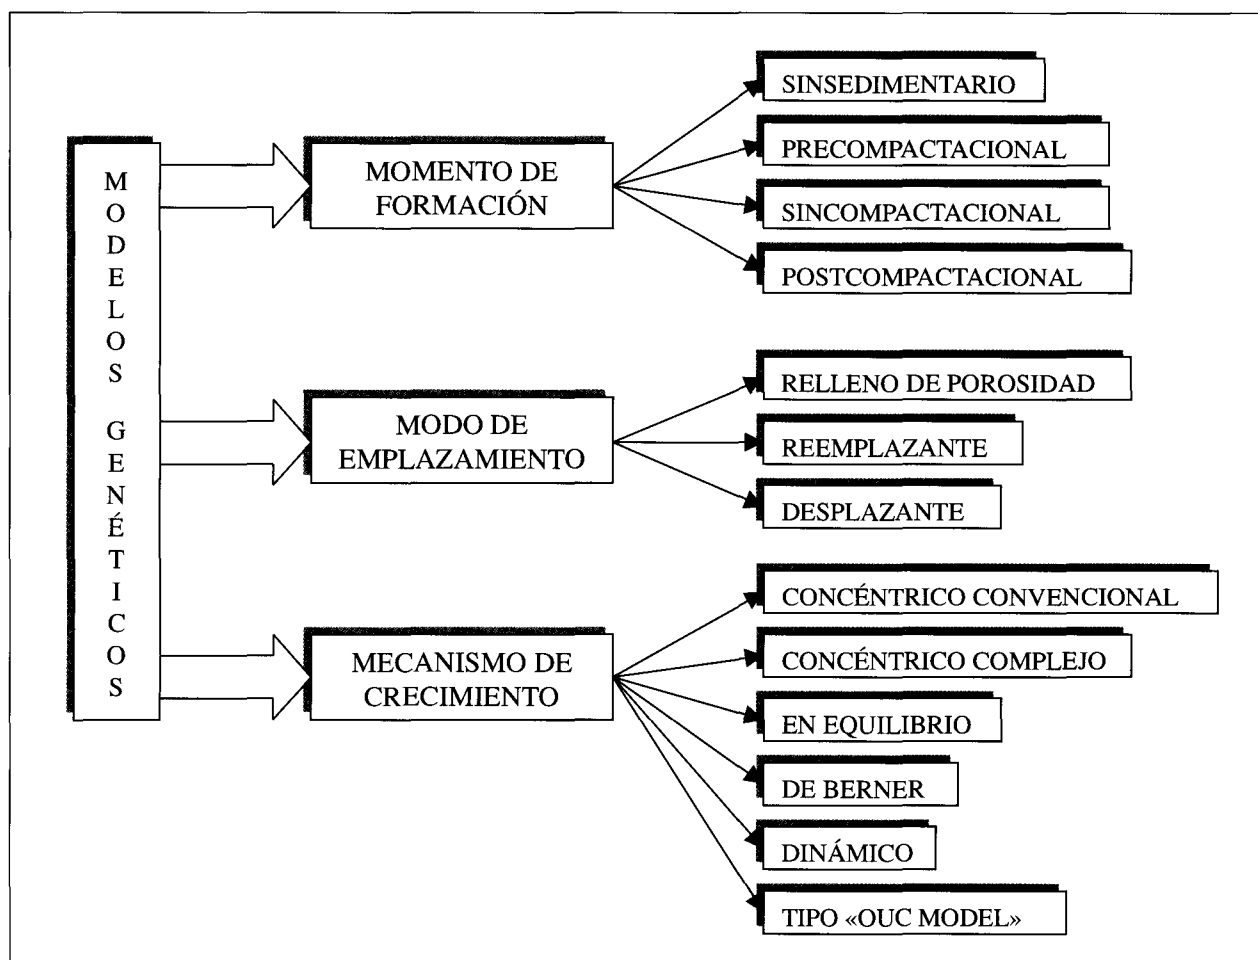 MODELOS GENÉTICOS
MOMENTO DE
FORMACIÓN
SINSEDIMENTARIO
PRECOMPACTACIONAL
SINCOMPACTACIONAL
POSTCOMPACTACIONAL
MODO DE
EMPLAZAMIENTO
RELLENO DE POROSIDAD
REEMPLAZANTE
DESPLAZANTE
MECANISMO DE
CRECIMIENTO
CONCÉNTRICO CONVENCIONAL
CONCÉNTRICO COMPLEJO
EN EQUILIBRIO
DE BERNER
DINÁMICO
TIPO «OUC MODEL»